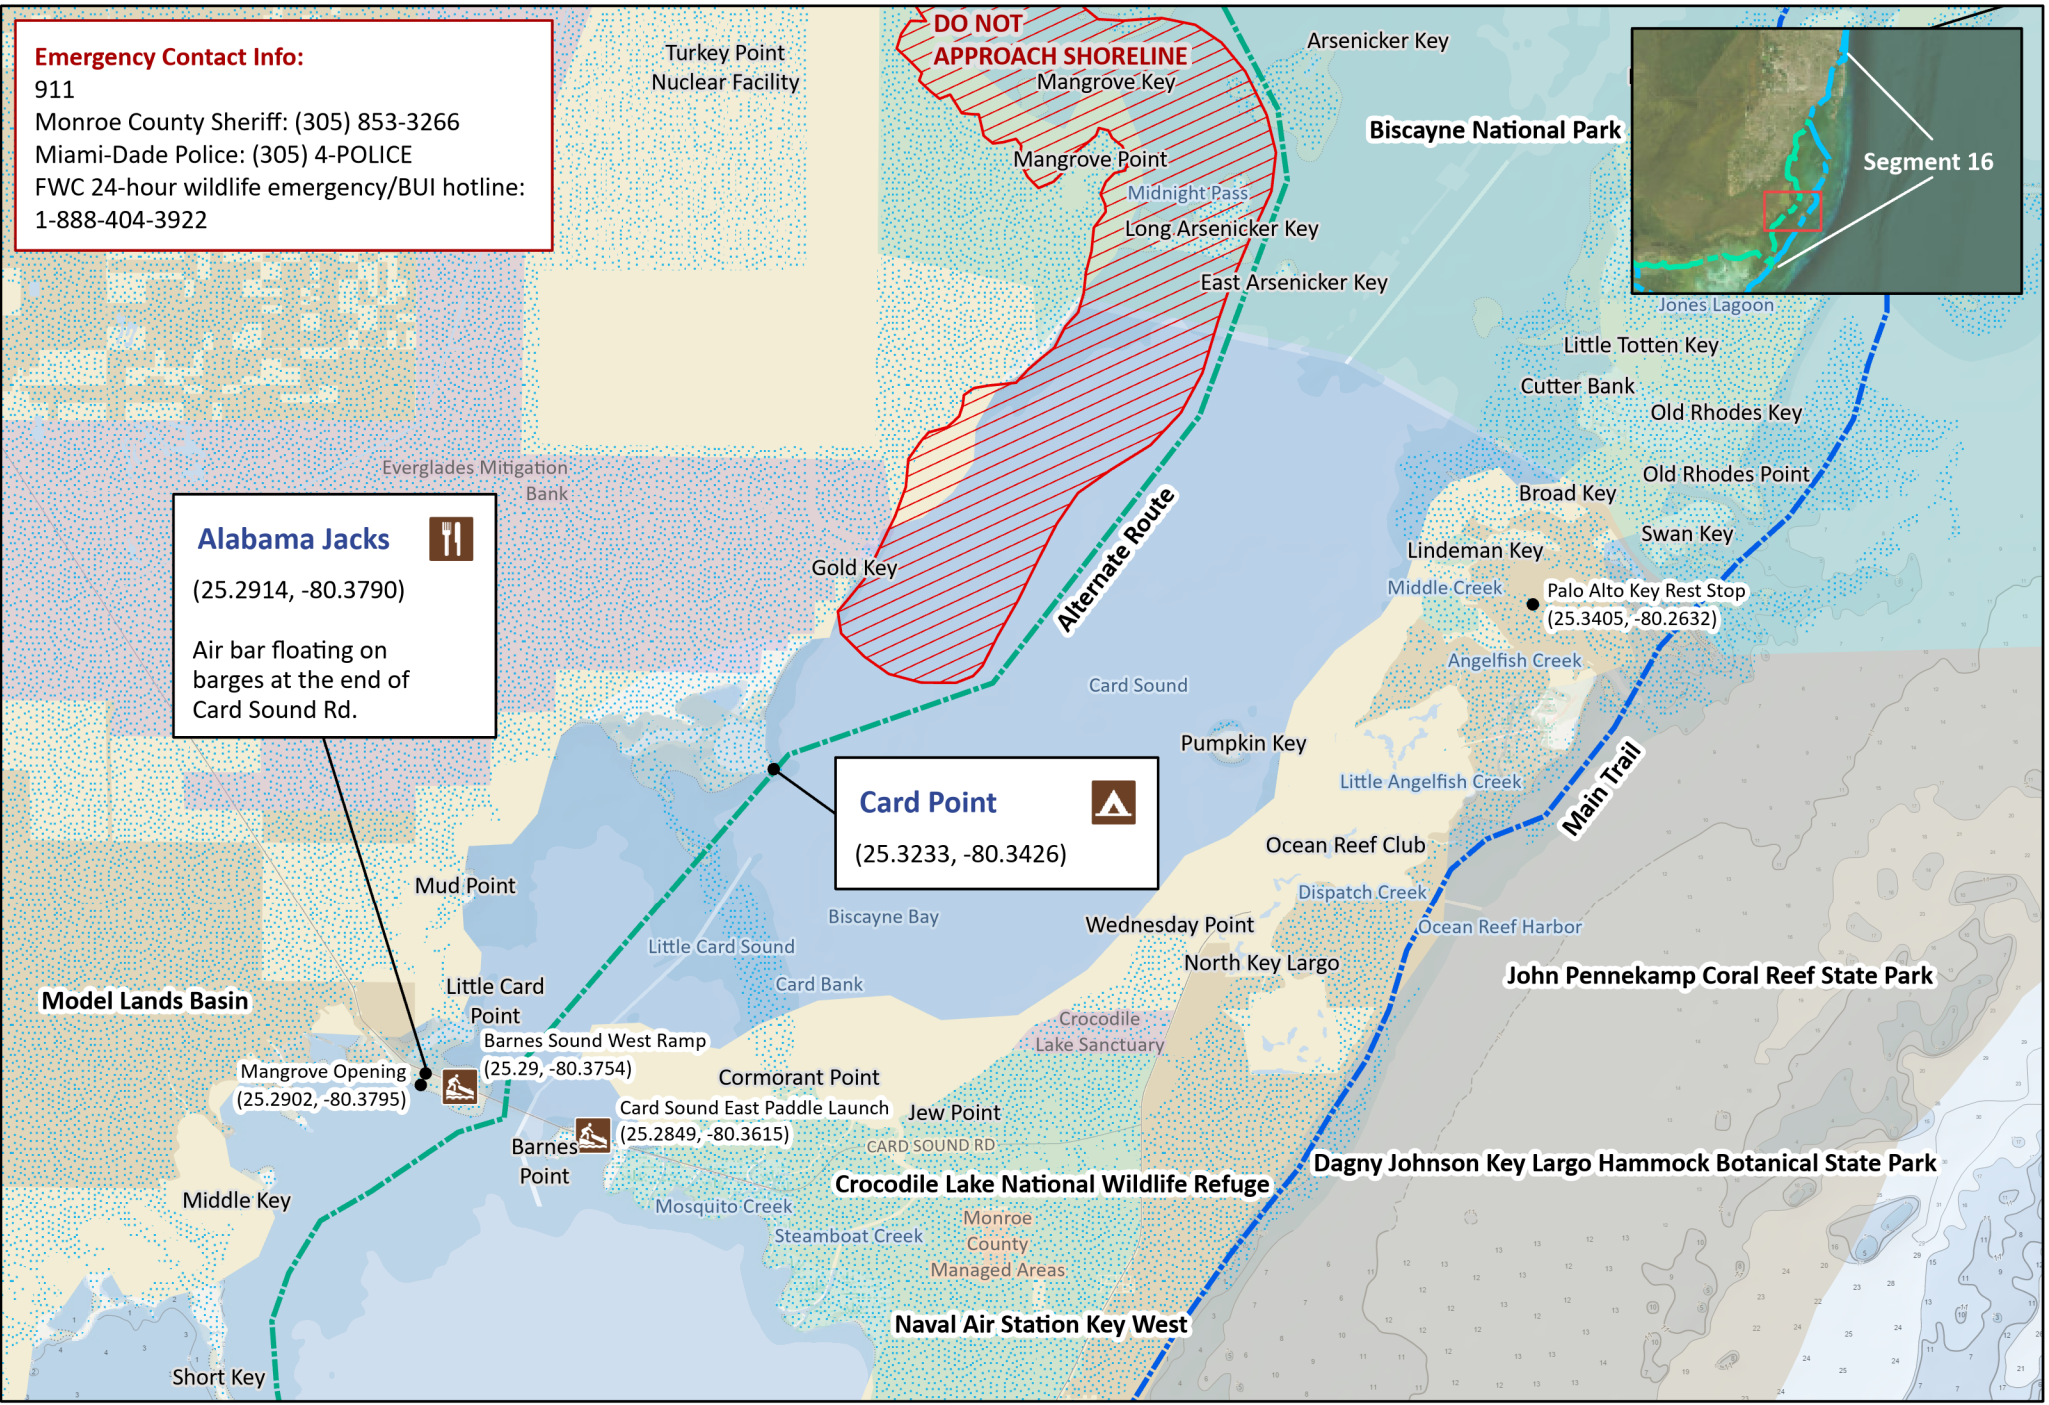 Emergency Contact Info:
911
Monroe County Sheriff: (305) 853-3266
Miami-Dade Police: (305) 4-POLICE
FWC 24-hour wildlife emergency/BUI hotline:
1-888-404-3922
Turkey Point
Nuclear Facility
DO NOT
APPROACH SHORELINE
Mangrove Key
Arsenicker Key
Biscayne National Park
Segment 16
Mangrove Point
Midnight Pass
Long Arsenicker Key
East Arsenicker Key
Jones Lagoon
Little Totten Key
Cutter Bank
Old Rhodes Key
Old Rhodes Point
Everglades Mitigation
Bank
Broad Key
Swan Key
Lindeman Key
Middle Creek
Palo Alto Key Rest Stop
(25.3405, -80.2632)
Alabama Jacks
(25.2914, -80.3790)
Air bar floating on
barges at the end of
Card Sound Rd.
Gold Key
Alternate Route
Angelfish Creek
Card Sound
Pumpkin Key
Little Angelfish Creek
Main Trail
Card Point
(25.3233, -80.3426)
Ocean Reef Club
Mud Point
Dispatch Creek
Biscayne Bay
Wednesday Point
Ocean Reef Harbor
Little Card Sound
North Key Largo
Card Bank
John Pennekamp Coral Reef State Park
Little Card
Point
Model Lands Basin
Crocodile
Lake Sanctuary
Barnes Sound West Ramp
(25.29, -80.3754)
Mangrove Opening
(25.2902, -80.3795)
Cormorant Point
Card Sound East Paddle Launch
(25.2849, -80.3615)
Jew Point
CARD SOUND RD
Barnes
Point
Dagny Johnson Key Largo Hammock Botanical State Park
Crocodile Lake National Wildlife Refuge
Middle Key
Mosquito Creek
Steamboat Creek
Monroe
County
Managed Areas
Naval Air Station Key West
Short Key